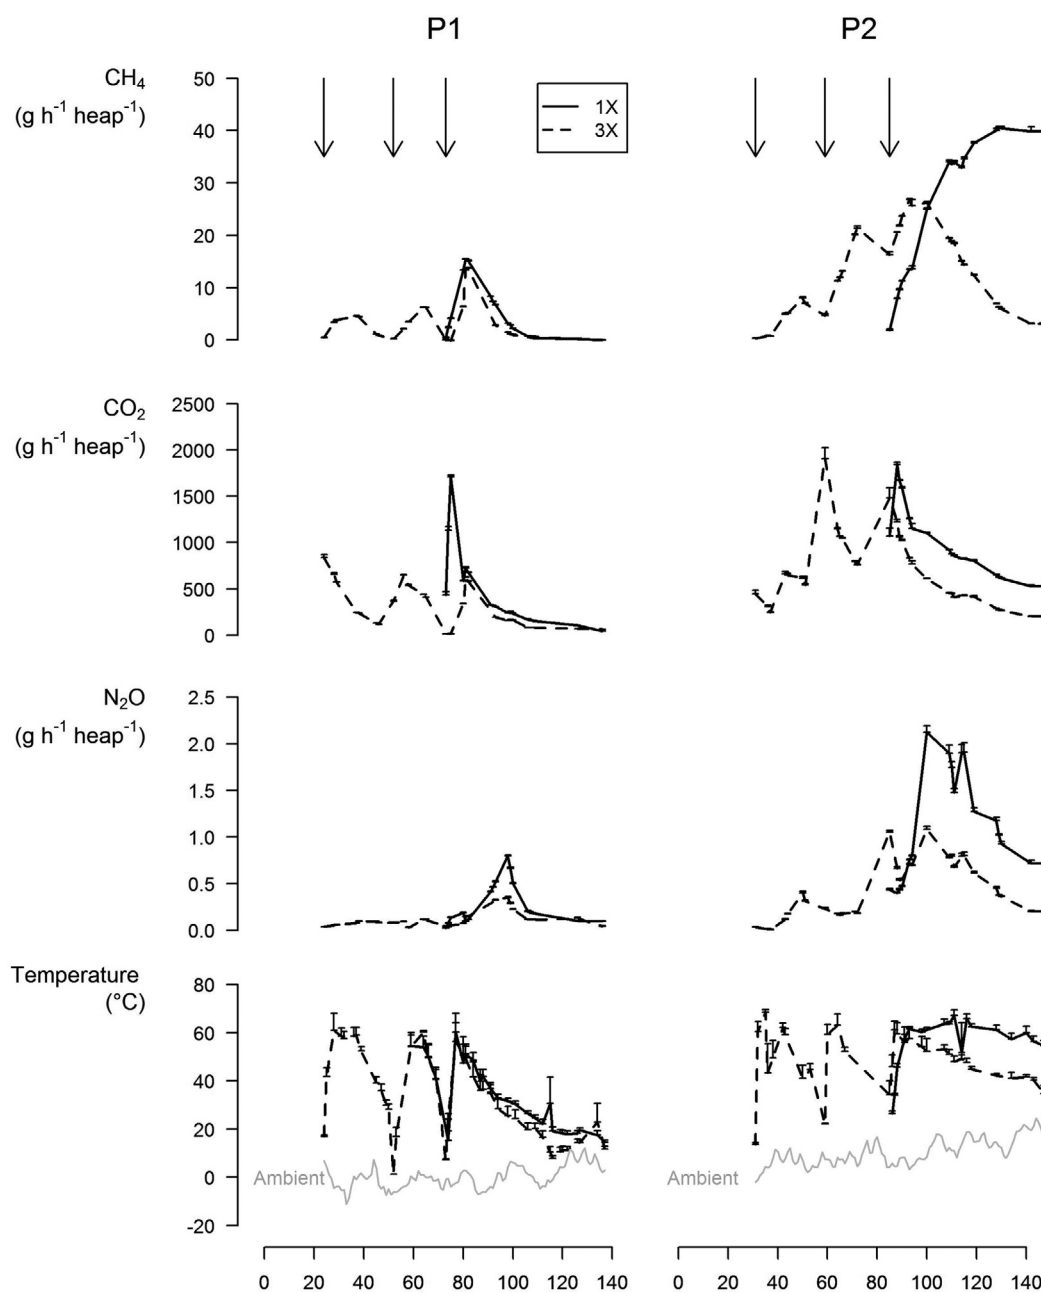 P1 P2
CH₄
(g h⁻¹ heap⁻¹)
50
40
30
20
10
0
1X
3X
CO₂
(g h⁻¹ heap⁻¹)
2500
2000
1500
1000
500
0
N₂O
(g h⁻¹ heap⁻¹)
2.5
2.0
1.5
1.0
0.5
0.0
Temperature
(°C)
80
60
40
20
0
-20
Ambient Ambient
0 20 40 60 80 100 120 140 0 20 40 60 80 100 120 140